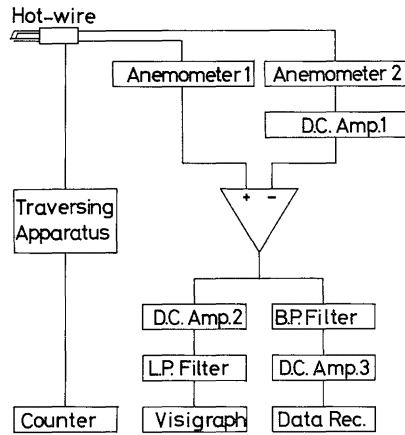 Hot-wire
Anemometer 1
Anemometer 2
D.C. Amp.1
+ −
Traversing
Apparatus
D.C. Amp.2
B.P. Filter
L.P. Filter
D.C. Amp.3
Counter
Visigraph
Data Rec.